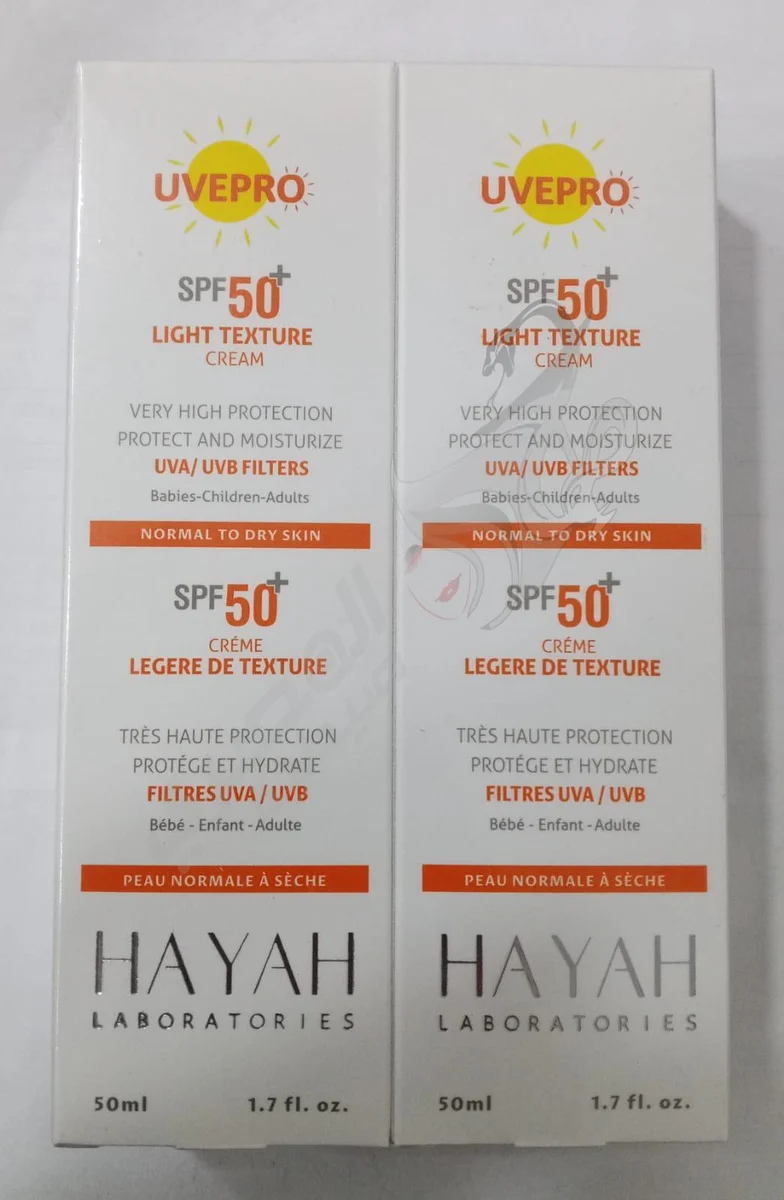 UVEPRO
SPF50+
LIGHT TEXTURE
CREAM
VERY HIGH PROTECTION
PROTECT AND MOISTURIZE
UVA/ UVB FILTERS
Babies-Children-Adults
NORMAL TO DRY SKIN
SPF50+
CRÉME
LEGERE DE TEXTURE
TRÈS HAUTE PROTECTION
PROTÉGE ET HYDRATE
FILTRES UVA / UVB
Bébé - Enfant - Adulte
PEAU NORMALE À SÈCHE
HAYAH
LABORATORIES
50ml 1.7 fl. oz.
UVEPRO
SPF50+
LIGHT TEXTURE
CREAM
VERY HIGH PROTECTION
PROTECT AND MOISTURIZE
UVA/ UVB FILTERS
Babies-Children-Adults
NORMAL TO DRY SKIN
SPF50+
CRÉME
LEGERE DE TEXTURE
TRÈS HAUTE PROTECTION
PROTÉGE ET HYDRATE
FILTRES UVA / UVB
Bébé - Enfant - Adulte
PEAU NORMALE À SÈCHE
HAYAH
LABORATORIES
50ml 1.7 fl. oz.